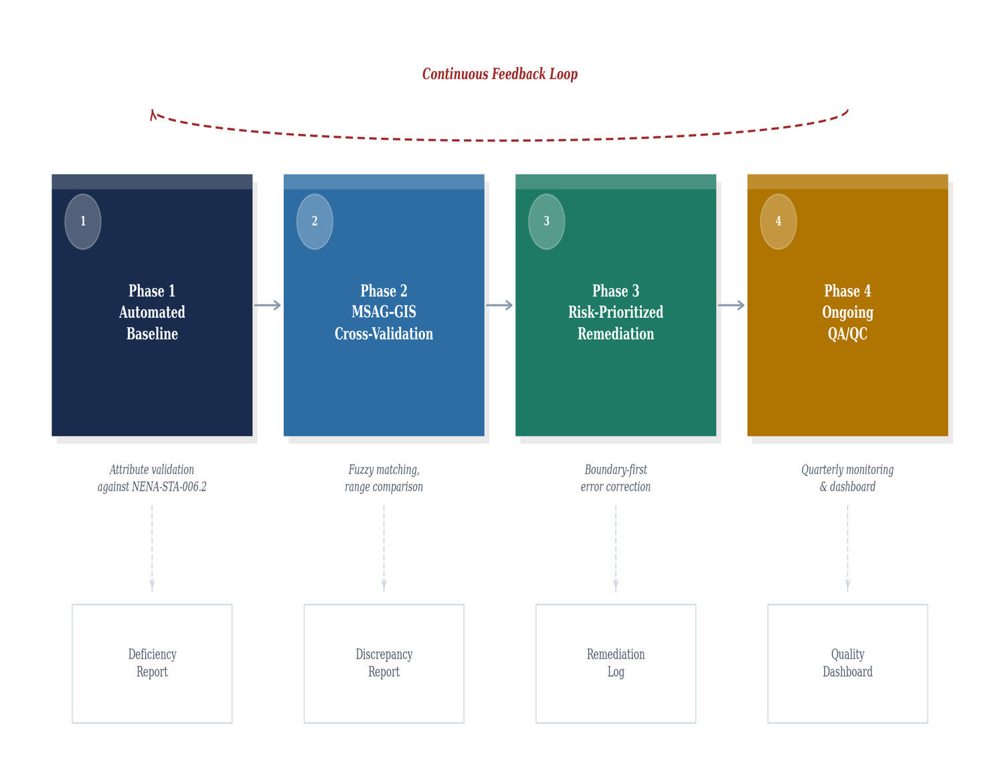 Continuous Feedback Loop
1
Phase 1
Automated
Baseline
2
Phase 2
MSAG–GIS
Cross-Validation
3
Phase 3
Risk-Prioritized
Remediation
4
Phase 4
Ongoing
QA/QC
Attribute validation
against NENA-STA-006.2
Fuzzy matching,
range comparison
Boundary-first
error correction
Quarterly monitoring
& dashboard
Deficiency
Report
Discrepancy
Report
Remediation
Log
Quality
Dashboard